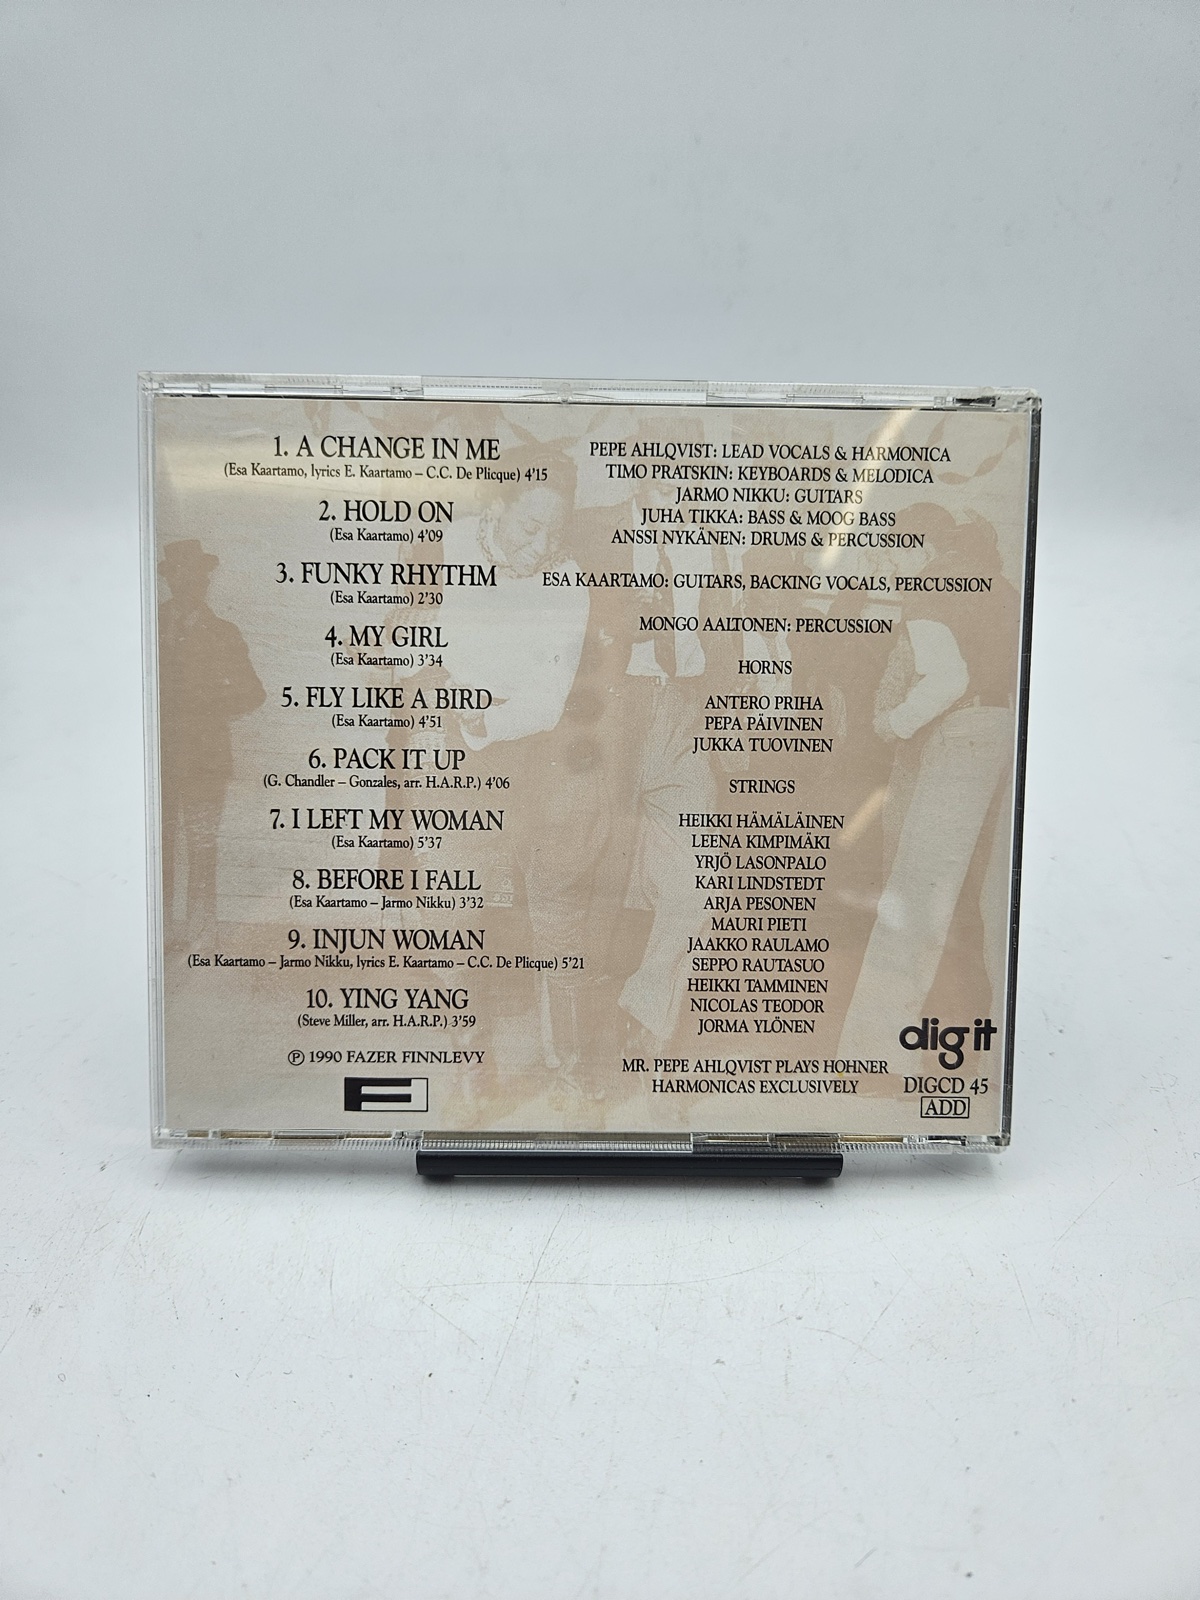 1. A CHANGE IN ME
(Esa Kaartamo, lyrics E. Kaartamo – C.C. De Plicque) 4'15
2. HOLD ON
(Esa Kaartamo) 4'09
3. FUNKY RHYTHM
(Esa Kaartamo) 2'30
4. MY GIRL
(Esa Kaartamo) 3'34
5. FLY LIKE A BIRD
(Esa Kaartamo) 4'51
6. PACK IT UP
(G. Chandler – Gonzales, arr. H.A.R.P.) 4'06
7. I LEFT MY WOMAN
(Esa Kaartamo) 5'37
8. BEFORE I FALL
(Esa Kaartamo – Jarmo Nikku) 3'32
9. INJUN WOMAN
(Esa Kaartamo – Jarmo Nikku, lyrics E. Kaartamo – C.C. De Plicque) 5'21
10. YING YANG
(Steve Miller, arr. H.A.R.P.) 3'59
℗ 1990 FAZER FINNLEVY
F
PEPE AHLQVIST: LEAD VOCALS & HARMONICA
TIMO PRATSKIN: KEYBOARDS & MELODICA
JARMO NIKKU: GUITARS
JUHA TIKKA: BASS & MOOG BASS
ANSSI NYKÄNEN: DRUMS & PERCUSSION
ESA KAARTAMO: GUITARS, BACKING VOCALS, PERCUSSION
MONGO AALTONEN: PERCUSSION
HORNS
ANTERO PRIHA
PEPA PÄIVINEN
JUKKA TUOVINEN
STRINGS
HEIKKI HÄMÄLÄINEN
LEENA KIMPIMÄKI
YRJÖ LASONPALO
KARI LINDSTEDT
ARJA PESONEN
MAURI PIETI
JAAKKO RAULAMO
SEPPO RAUTASUO
HEIKKI TAMMINEN
NICOLAS TEODOR
JORMA YLÖNEN
MR. PEPE AHLQVIST PLAYS HOHNER
HARMONICAS EXCLUSIVELY
dig it
DIGCD 45
ADD